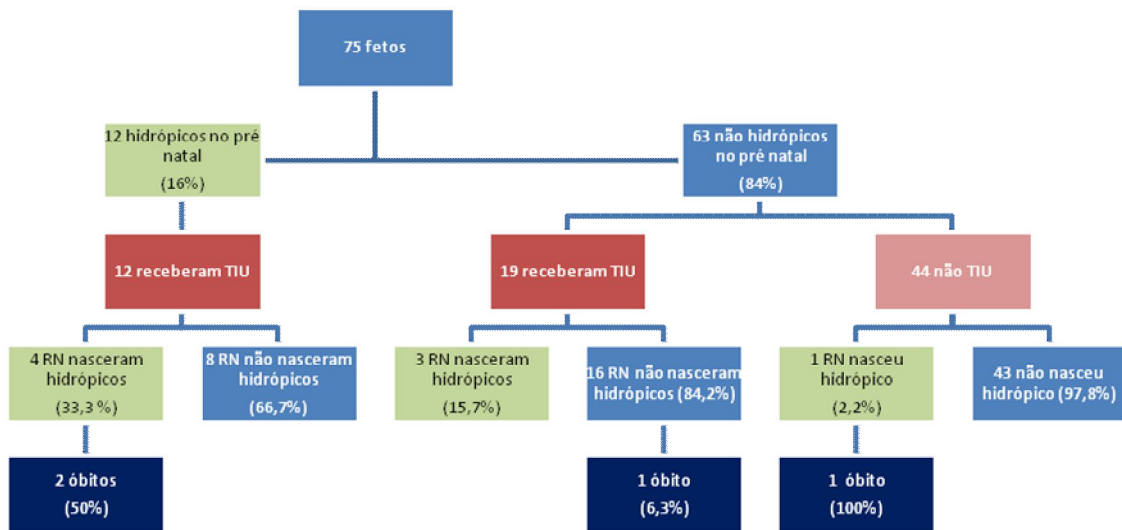 75 fetos
12 hidrópicos no pré
natal
(16%)
63 não hidrópicos
no pré natal
(84%)
12 receberam TIU
19 receberam TIU
44 não TIU
4 RN nasceram
hidrópicos
(33,3 %)
8 RN não nasceram
hidrópicos
(66,7%)
3 RN nasceram
hidrópicos
(15,7%)
16 RN não nasceram
hidrópicos (84,2%)
1 RN nasceu
hidrópico
(2,2%)
43 não nasceu
hidrópico (97,8%)
2 óbitos
(50%)
1 óbito
(6,3%)
1 óbito
(100%)